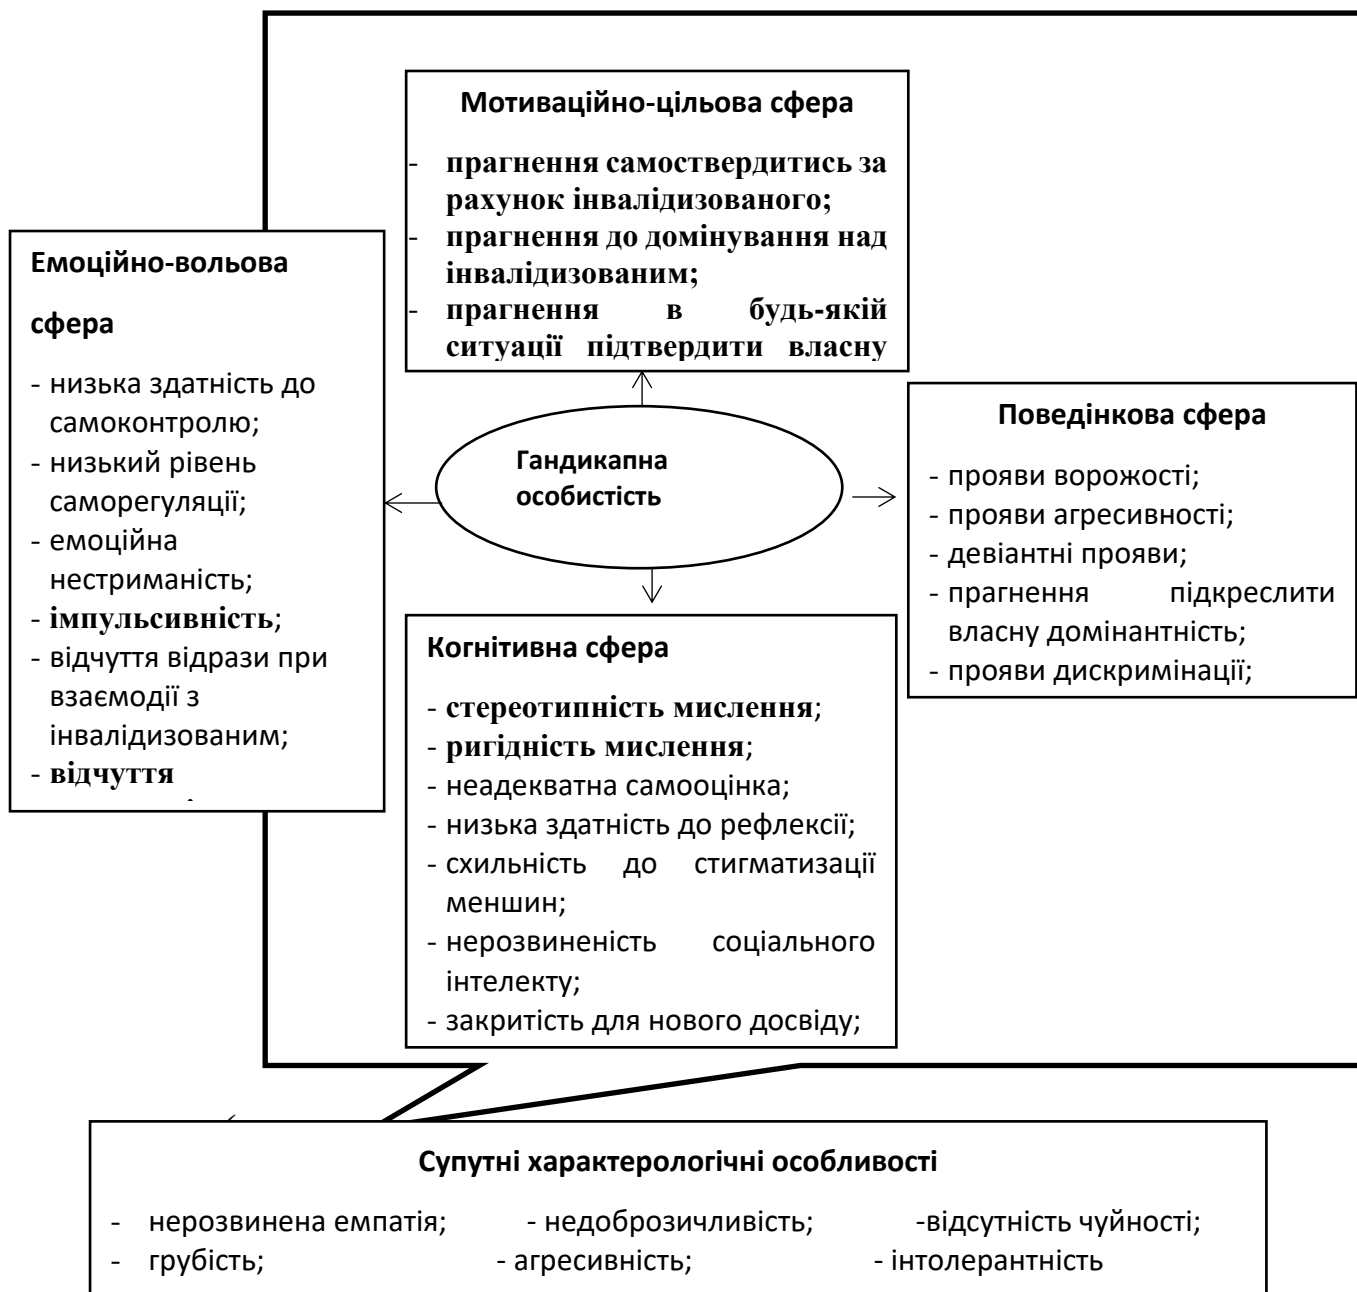 Мотиваційно-цільова сфера
- прагнення самоствердитись за
рахунок інвалідизованого;
- прагнення до домінування над
інвалідизованим;
- прагнення в будь-якій
ситуації підтвердити власну
Емоційно-вольова
сфера
- низька здатність до
самоконтролю;
- низький рівень
саморегуляції;
- емоційна
нестриманість;
- імпульсивність;
- відчуття відрази при
взаємодії з
інвалідизованим;
- відчуття
Гандикапна
особистість
Поведінкова сфера
- прояви ворожості;
- прояви агресивності;
- девіантні прояви;
- прагнення підкреслити
власну домінантність;
- прояви дискримінації;
Когнітивна сфера
- стереотипність мислення;
- ригідність мислення;
- неадекватна самооцінка;
- низька здатність до рефлексії;
- схильність до стигматизації
меншин;
- нерозвиненість соціального
інтелекту;
- закритість для нового досвіду;
Супутні характерологічні особливості
- нерозвинена емпатія; - недоброзичливість; -відсутність чуйності;
- грубість; - агресивність; - інтолерантність